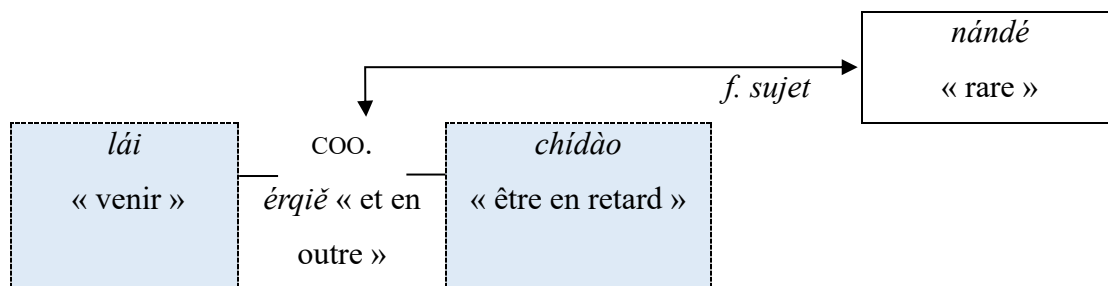 nándé
« rare »
f. sujet
lái
« venir »
COO.
érqiě « et en
outre »
chídào
« être en retard »